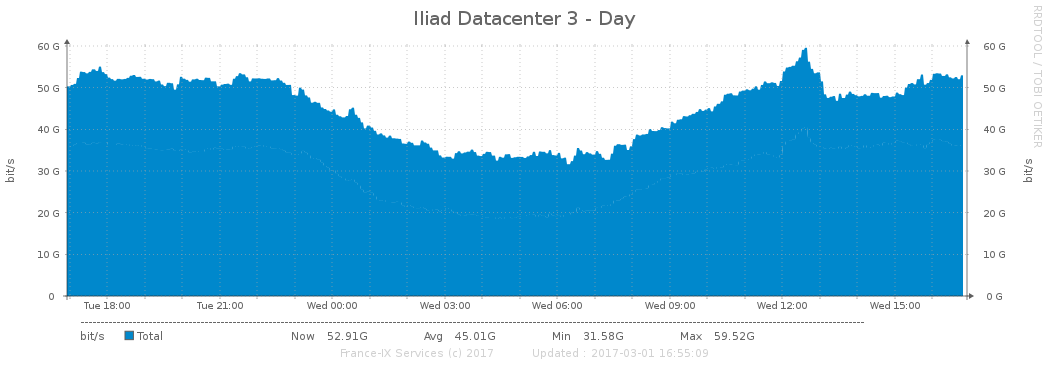 Iliad Datacenter 3 - Day
RRDTOOL / TOBI OETIKER
60 G 60 G
50 G 50 G
40 G 40 G
30 G 30 G
20 G 20 G
10 G 10 G
0 0 G
bit/s bit/s
Tue 18:00 Tue 21:00 Wed 00:00 Wed 03:00 Wed 06:00 Wed 09:00 Wed 12:00 Wed 15:00
bit/s Total Now 52.91G Avg 45.01G Min 31.58G Max 59.52G
France-IX Services (c) 2017 Updated : 2017-03-01 16:55:09